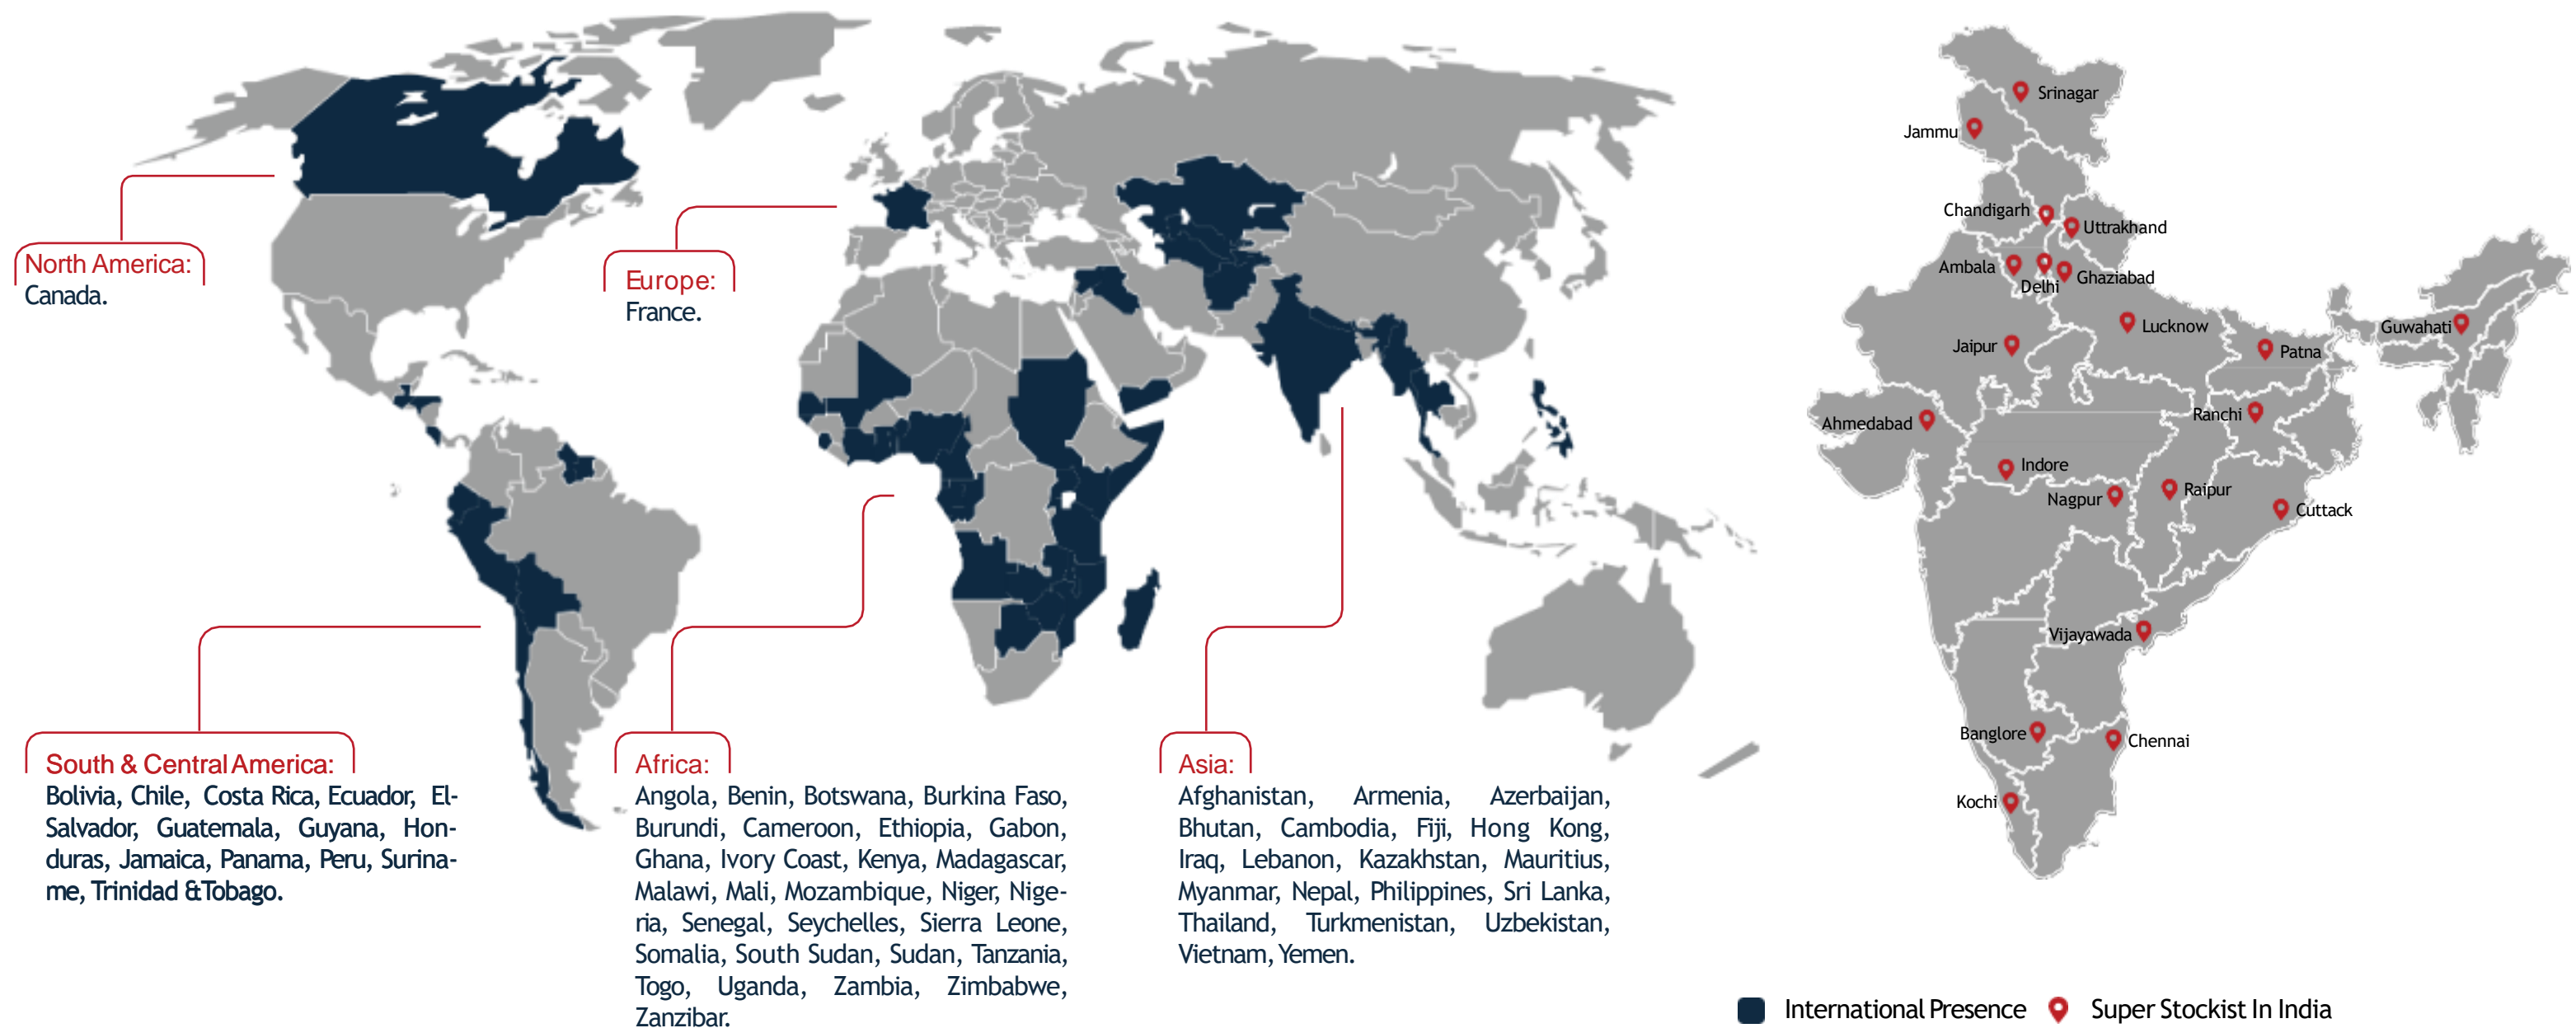 North America:
Canada.
Europe:
France.
South & Central America:
Bolivia, Chile, Costa Rica, Ecuador, El-
Salvador, Guatemala, Guyana, Hon-
duras, Jamaica, Panama, Peru, Surina-
me, Trinidad &Tobago.
Africa:
Angola, Benin, Botswana, Burkina Faso,
Burundi, Cameroon, Ethiopia, Gabon,
Ghana, Ivory Coast, Kenya, Madagascar,
Malawi, Mali, Mozambique, Niger, Nige-
ria, Senegal, Seychelles, Sierra Leone,
Somalia, South Sudan, Sudan, Tanzania,
Togo, Uganda, Zambia, Zimbabwe,
Zanzibar.
Asia:
Afghanistan, Armenia, Azerbaijan,
Bhutan, Cambodia, Fiji, Hong Kong,
Iraq, Lebanon, Kazakhstan, Mauritius,
Myanmar, Nepal, Philippines, Sri Lanka,
Thailand, Turkmenistan, Uzbekistan,
Vietnam, Yemen.
Srinagar
Jammu
Chandigarh
Uttrakhand
Ambala
Delhi
Ghaziabad
Lucknow
Guwahati
Jaipur
Patna
Ahmedabad
Ranchi
Indore
Nagpur
Raipur
Cuttack
Vijayawada
Banglore
Chennai
Kochi
International Presence
Super Stockist In India